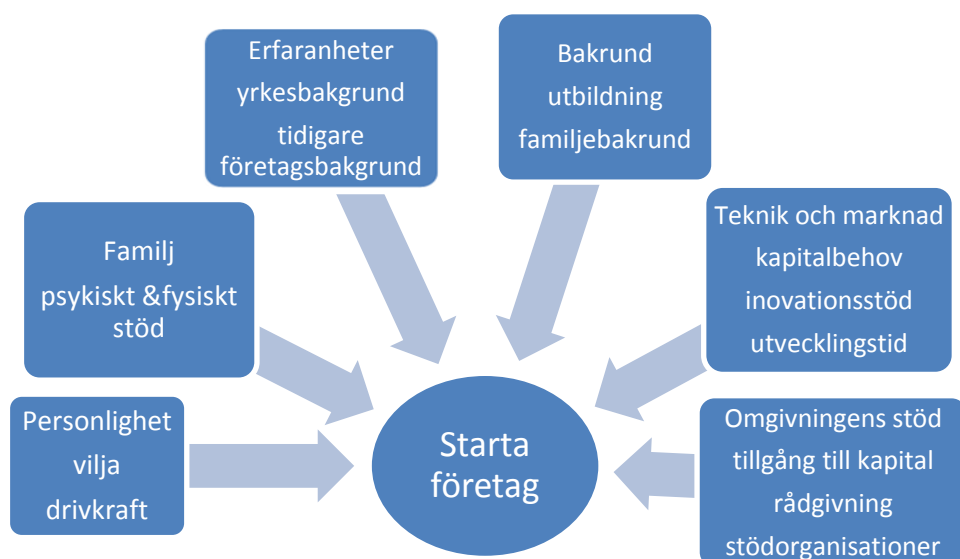 Erfaranheter
yrkesbakgrund
tidigare
företagsbakgrund
Bakrund
utbildning
familjebakrund
Familj
psykiskt &fysiskt
stöd
Teknik och marknad
kapitalbehov
inovationsstöd
utvecklingstid
Personlighet
vilja
drivkraft
Starta
företag
Omgivningens stöd
tillgång till kapital
rådgivning
stödorganisationer